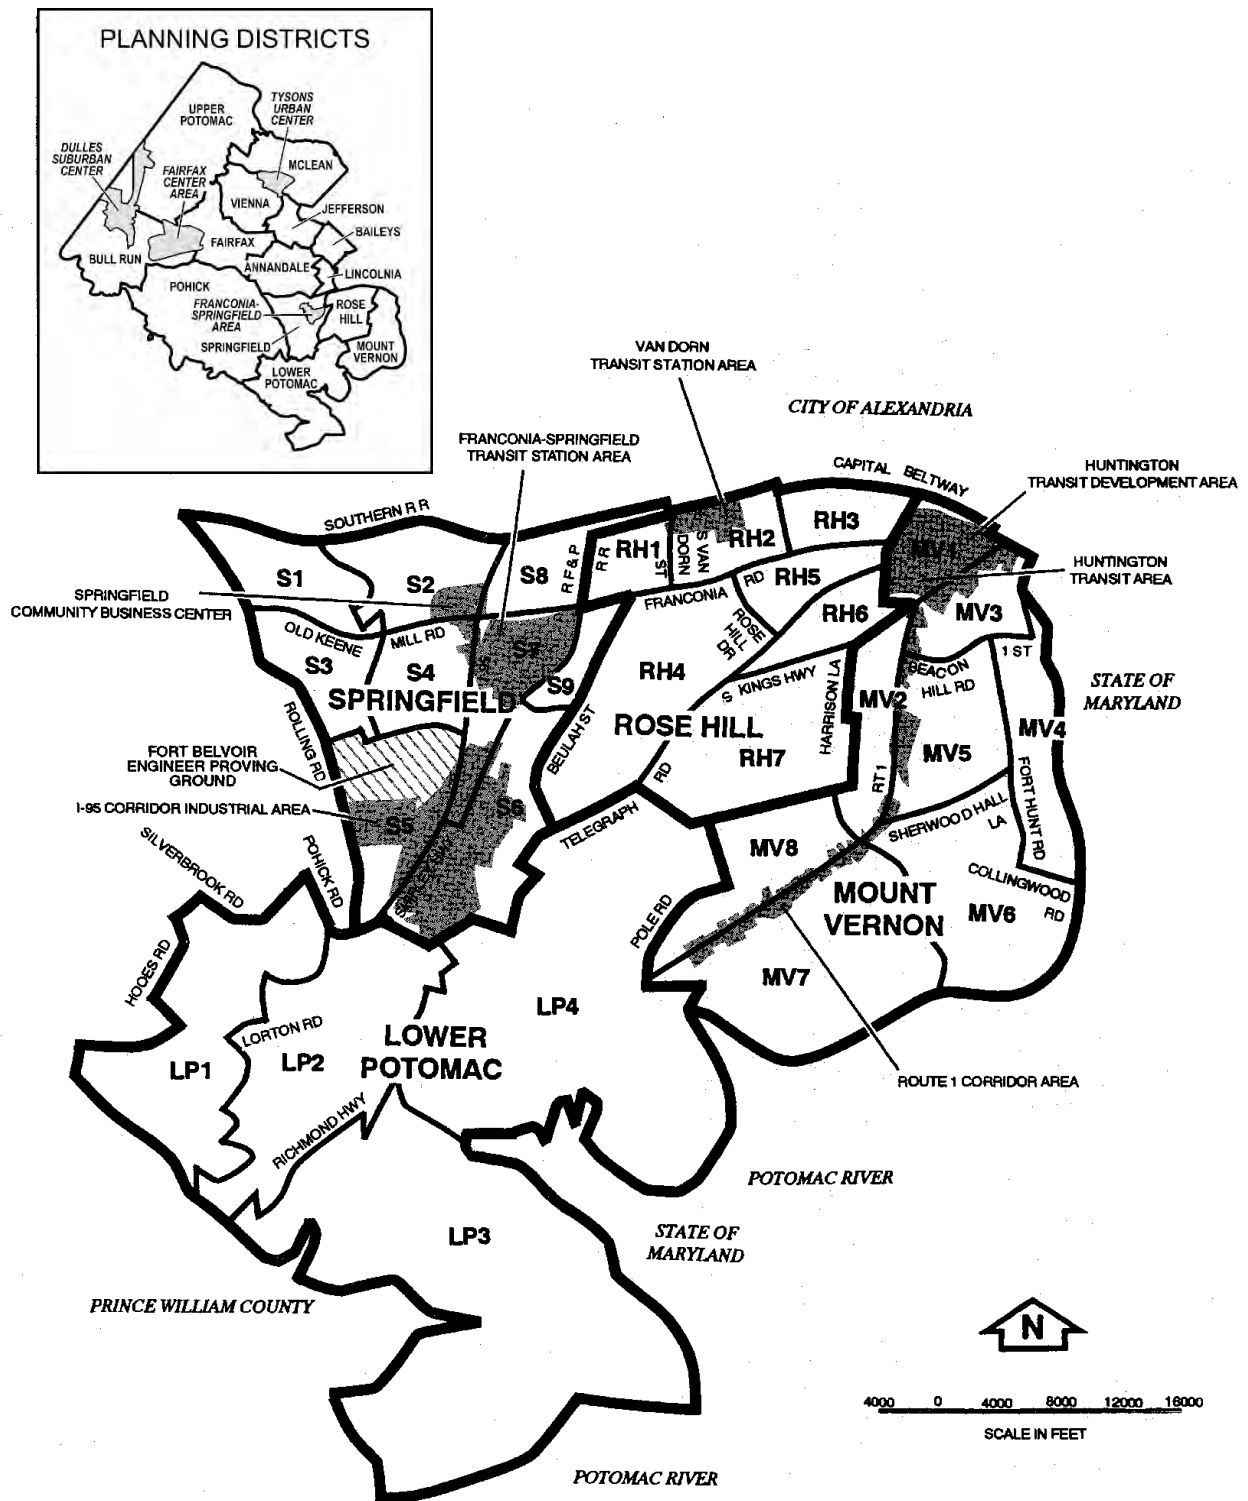 PLANNING DISTRICTS
TYSONS
URBAN
CENTER
UPPER
POTOMAC
DULLES
SUBURBAN
CENTER
FAIRFAX
CENTER
AREA
MCLEAN
VIENNA
JEFFERSON
BAILEYS
FAIRFAX
BULL RUN
ANNANDALE
LINCOLNIA
POHICK
FRANCONIA-
SPRINGFIELD
AREA
ROSE
HILL
SPRINGFIELD
MOUNT
VERNON
LOWER
POTOMAC
VAN DORN
TRANSIT STATION AREA
CITY OF ALEXANDRIA
FRANCONIA-SPRINGFIELD
TRANSIT STATION AREA
CAPITAL BELTWAY
HUNTINGTON
TRANSIT DEVELOPMENT AREA
SOUTHERN R R
RH3
RH2
RH1
S VAN
DORN
ST
R F & P
R R
MV1
HUNTINGTON
TRANSIT AREA
S1
S2
S8
RH5
SPRINGFIELD
COMMUNITY BUSINESS CENTER
FRANCONIA
RD
RH6
MV3
OLD KEENE
MILL RD
ROSE
HILL
DR
1 ST
S3
S4
S7
S9
RH4
S KINGS HWY
BEACON
HILL RD
STATE OF
MARYLAND
SPRINGFIELD
MV2
HARRISON LA
ROLLING RD
BEULAH ST
ROSE HILL
MV4
FORT BELVOIR
ENGINEER PROVING
GROUND
RH7
MV5
RD
RT 1
FORT HUNT RD
I-95 CORRIDOR INDUSTRIAL AREA
S6
S5
TELEGRAPH
SHERWOOD HALL
LA
SILVERBROOK RD
POHICK RD
SHIRLEY HWY
MV8
COLLINGWOOD
RD
MOUNT
VERNON
MV6
POLE RD
HOOES RD
MV7
LP4
LORTON RD
LOWER
POTOMAC
LP1
LP2
ROUTE 1 CORRIDOR AREA
RICHMOND HWY
POTOMAC RIVER
LP3
STATE OF
MARYLAND
PRINCE WILLIAM COUNTY
N
4000 0 4000 8000 12000 16000
SCALE IN FEET
POTOMAC RIVER